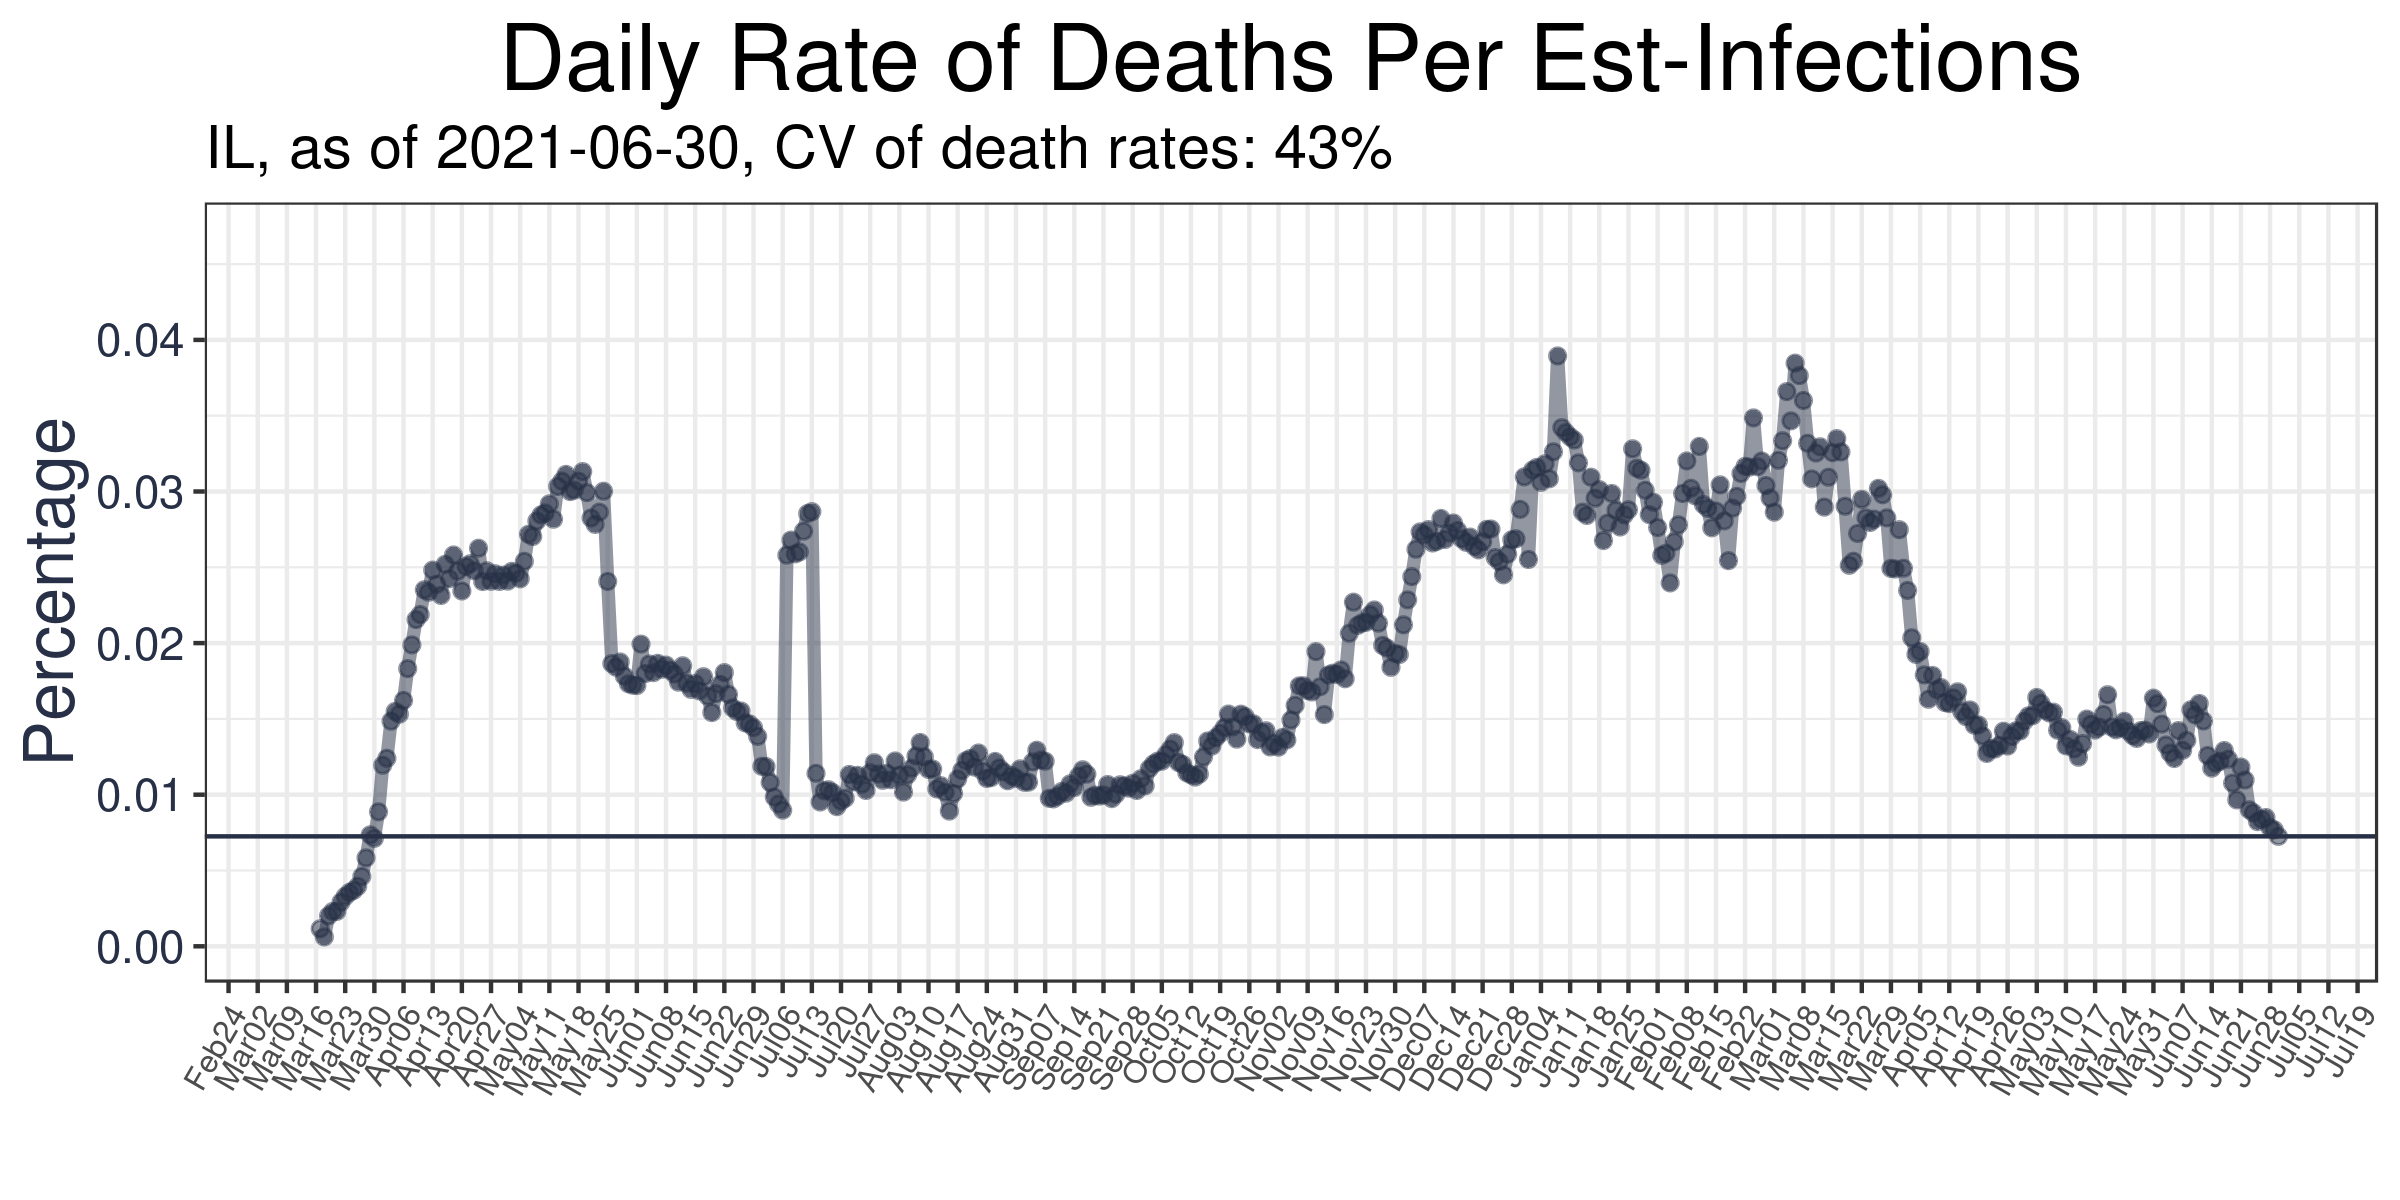 Daily Rate of Deaths Per Est-Infections
IL, as of 2021-06-30, CV of death rates: 43%
Percentage
0.04
0.03
0.02
0.01
0.00
Feb24
Mar02
Mar09
Mar16
Mar23
Mar30
Apr06
Apr13
Apr20
Apr27
May04
May11
May18
May25
Jun01
Jun08
Jun15
Jun22
Jun29
Jul06
Jul13
Jul20
Jul27
Aug03
Aug10
Aug17
Aug24
Aug31
Sep07
Sep14
Sep21
Sep28
Oct05
Oct12
Oct19
Oct26
Nov02
Nov09
Nov16
Nov23
Nov30
Dec07
Dec14
Dec21
Dec28
Jan04
Jan11
Jan18
Jan25
Feb01
Feb08
Feb15
Feb22
Mar01
Mar08
Mar15
Mar22
Mar29
Apr05
Apr12
Apr19
Apr26
May03
May10
May17
May24
May31
Jun07
Jun14
Jun21
Jun28
Jul05
Jul12
Jul19